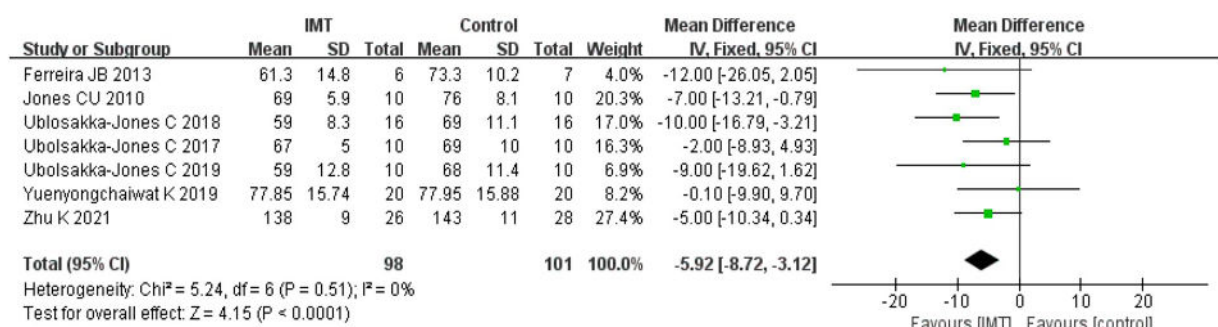 IMT Control Mean Difference Mean Difference
Study or Subgroup Mean SD Total Mean SD Total Weight IV, Fixed, 95% CI IV, Fixed, 95% CI
Ferreira JB 2013 61.3 14.8 6 73.3 10.2 7 4.0% -12.00 [-26.05, 2.05]
Jones CU 2010 69 5.9 10 76 8.1 10 20.3% -7.00 [-13.21, -0.79]
Ublosakka-Jones C 2018 59 8.3 16 69 11.1 16 17.0% -10.00 [-16.79, -3.21]
Ubolsakka-Jones C 2017 67 5 10 69 10 10 16.3% -2.00 [-8.93, 4.93]
Ubolsakka-Jones C 2019 59 12.8 10 68 11.4 10 6.9% -9.00 [-19.62, 1.62]
Yuenyongchaiwat K 2019 77.85 15.74 20 77.95 15.88 20 8.2% -0.10 [-9.90, 9.70]
Zhu K 2021 138 9 26 143 11 28 27.4% -5.00 [-10.34, 0.34]
Total (95% CI) 98 101 100.0% -5.92 [-8.72, -3.12]
Heterogeneity: Chi² = 5.24, df = 6 (P = 0.51); I² = 0%
Test for overall effect: Z = 4.15 (P < 0.0001)
-20 -10 0 10 20
Favours [IMT] Favours [control]